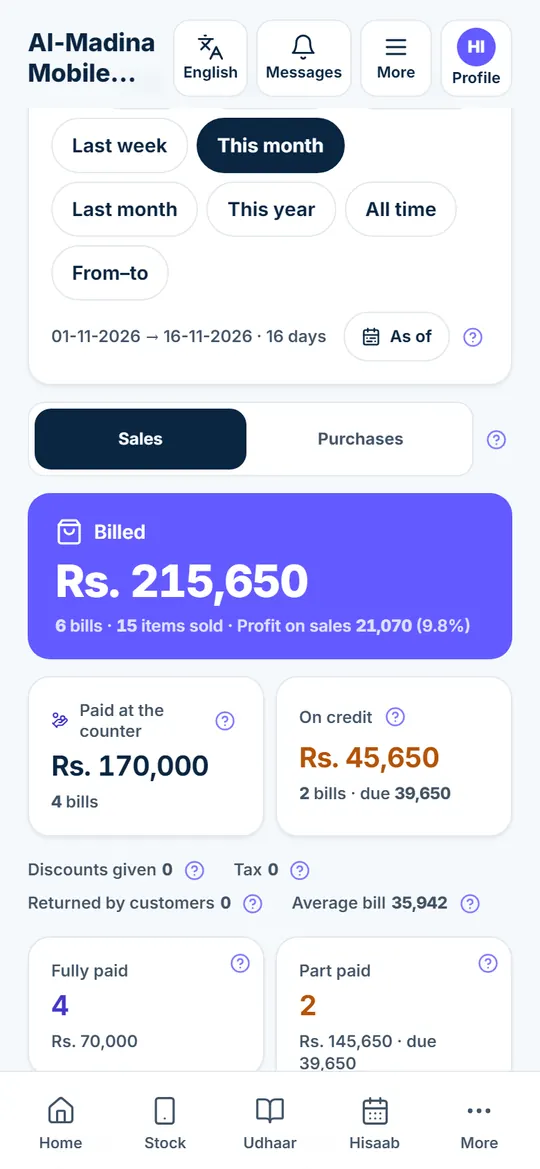 Al-Madina
Mobile...
English
Messages
More
HI
Profile
Last week
This month
Last month
This year
All time
From–to
01-11-2026 → 16-11-2026 · 16 days
As of
?
Sales
Purchases
?
Billed
Rs. 215,650
6 bills · 15 items sold · Profit on sales 21,070 (9.8%)
Paid at the
counter
?
Rs. 170,000
4 bills
On credit
?
Rs. 45,650
2 bills · due 39,650
Discounts given 0 ?
Tax 0 ?
Returned by customers 0 ?
Average bill 35,942 ?
Fully paid
?
4
Rs. 70,000
Part paid
?
2
Rs. 145,650 · due
39,650
Home
Stock
Udhaar
Hisaab
More